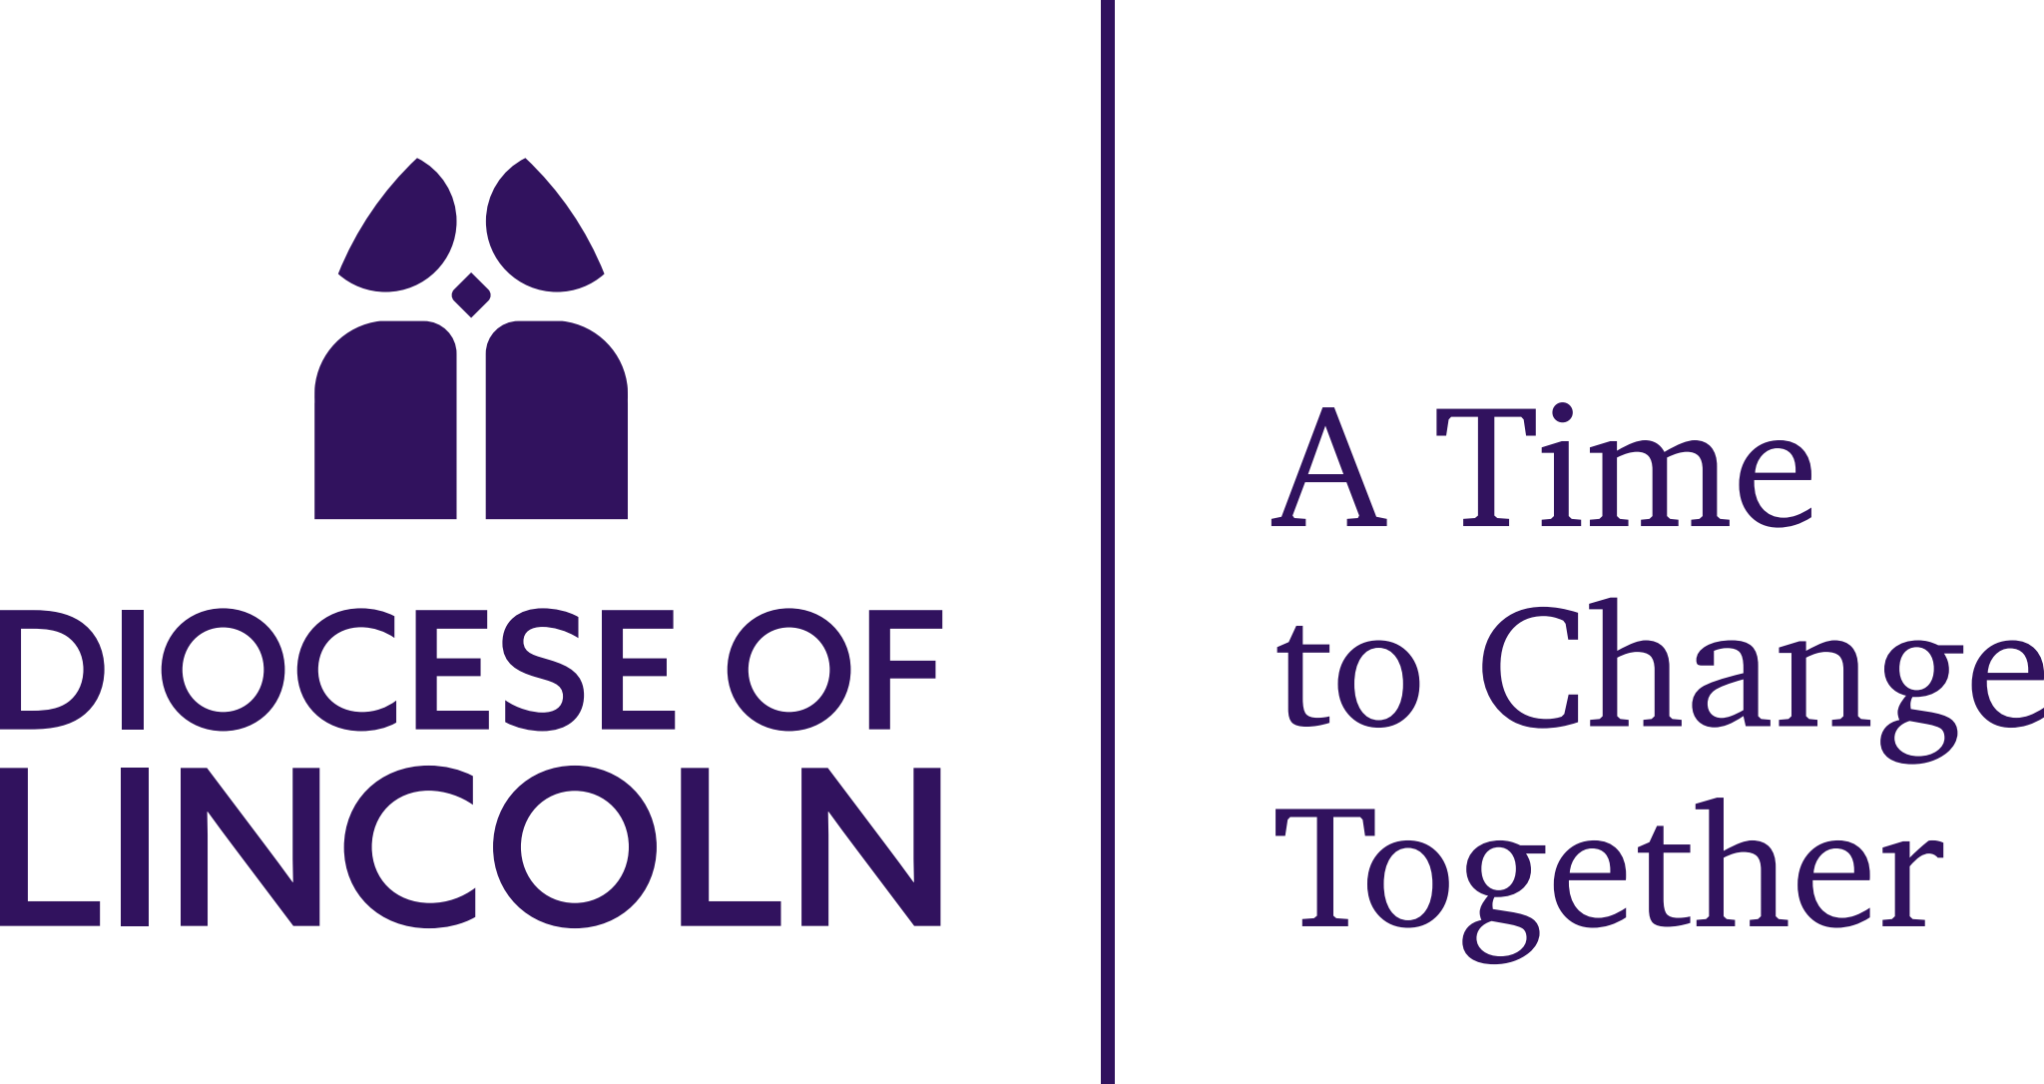 DIOCESE OF
LINCOLN
A Time
to Change
Together